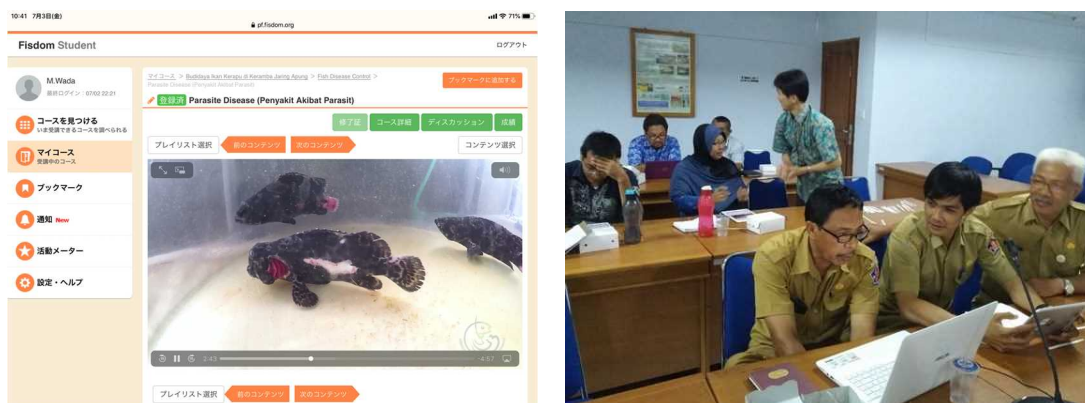 10:41 7月3日(金)
pf.fisdom.org
71%
Fisdom Student
ログアウト
M.Wada
最終ログイン：07/02 22:21
コースを見つける
いま受講できるコースを調べられる
マイコース
受講中のコース
ブックマーク
通知 New
活動メーター
設定・ヘルプ
マイコース > Budidaya Ikan Kerapu di Keramba Jaring Apung > Fish Disease Control >
Parasite Disease (Penyakit Akibat Parasit)
ブックマークに追加する
登録済 Parasite Disease (Penyakit Akibat Parasit)
修了証 コース詳細 ディスカッション 成績
プレイリスト選択 前のコンテンツ 次のコンテンツ コンテンツ選択
2:43 -4:57
プレイリスト選択 前のコンテンツ 次のコンテンツ
ASUS